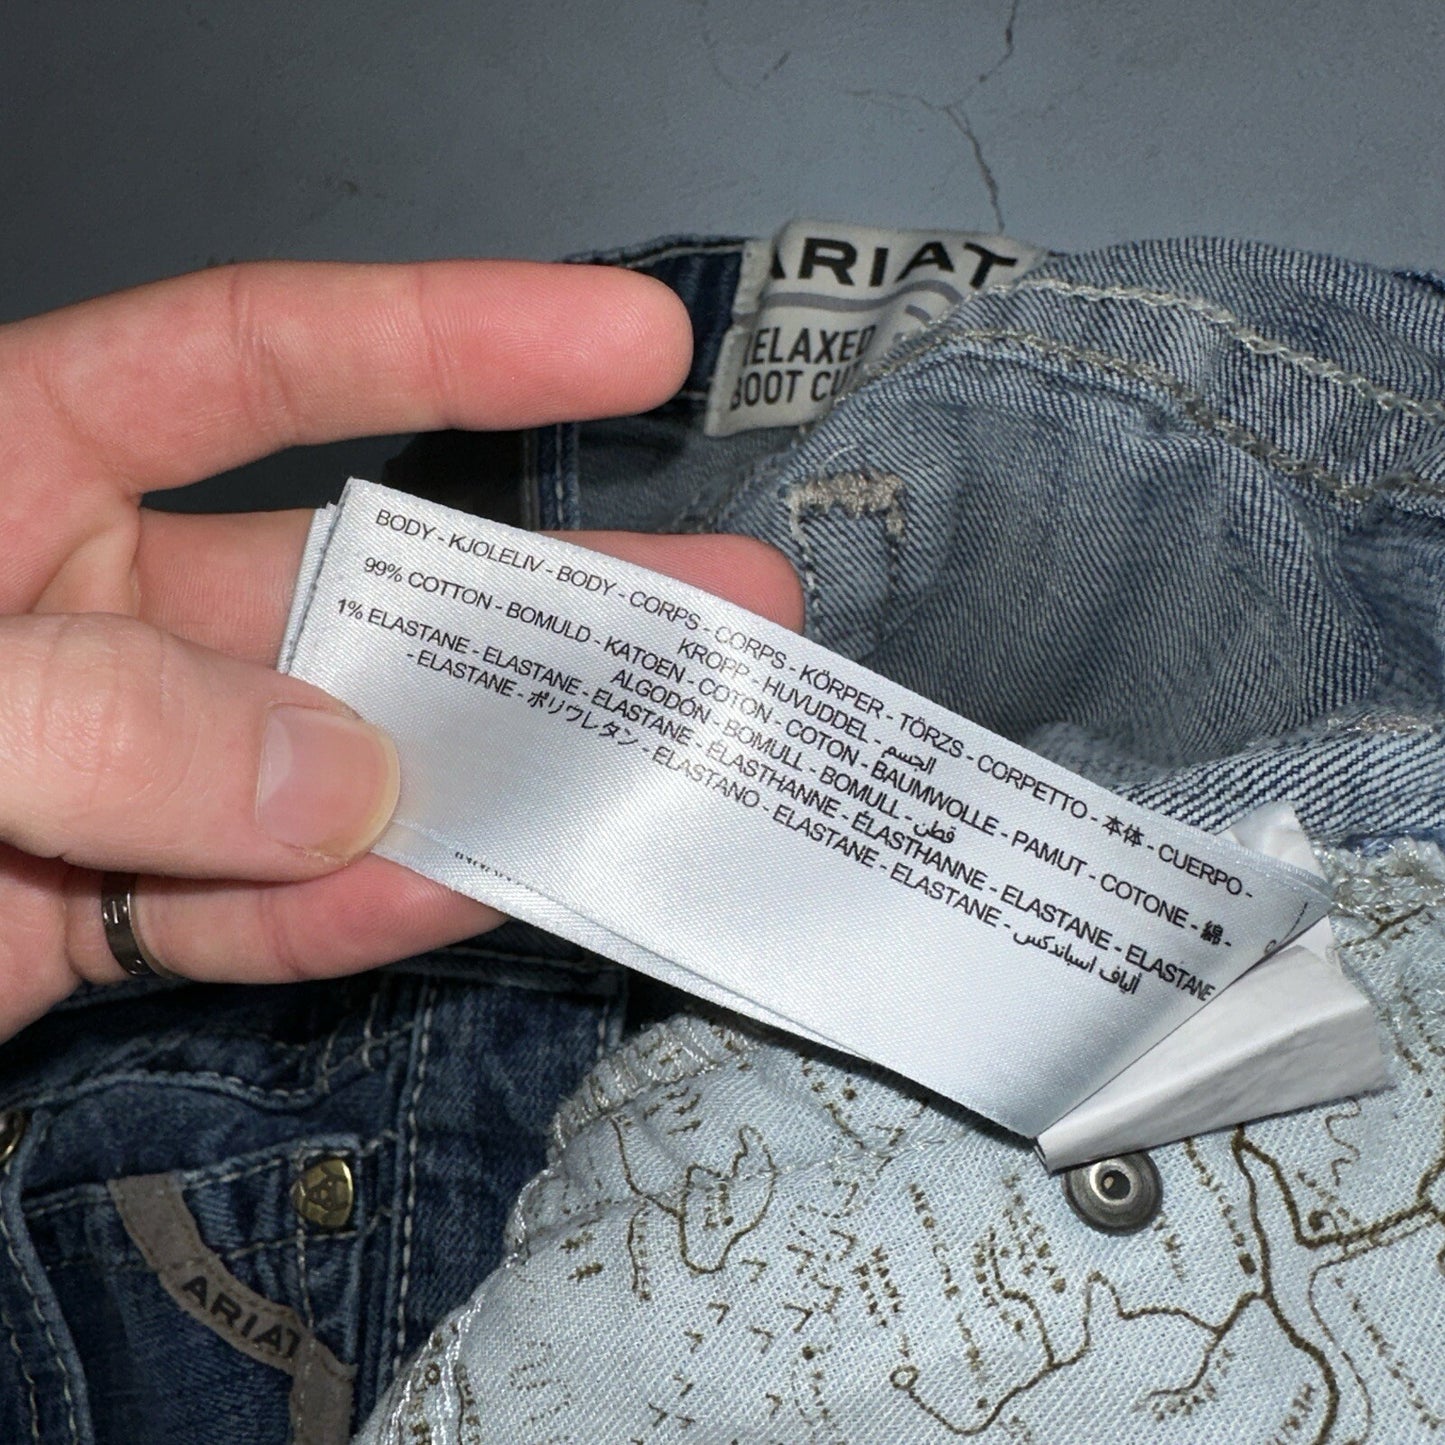 ARIAT
RELAXED
BOOT CUT
BODY - KJOLELIV - BODY - CORPS - CORPS - KÖRPER - TÖRZS - CORPETTO - 本体 - CUERPO -
KROPP - HUVUDDEL - الجسم
99% COTTON - BOMULD - KATOEN - COTON - COTON - BAUMWOLLE - PAMUT - COTONE - 綿 -
ALGODÓN - BOMULL - BOMULL - قطن
1% ELASTANE - ELASTANE - ELASTANE - ÉLASTHANNE - ÉLASTHANNE - ELASTANE - ELASTANE
- ELASTANE - ポリウレタン - ELASTANO - ELASTANE - ELASTANE - ألياف اسباندكس
ARIAT